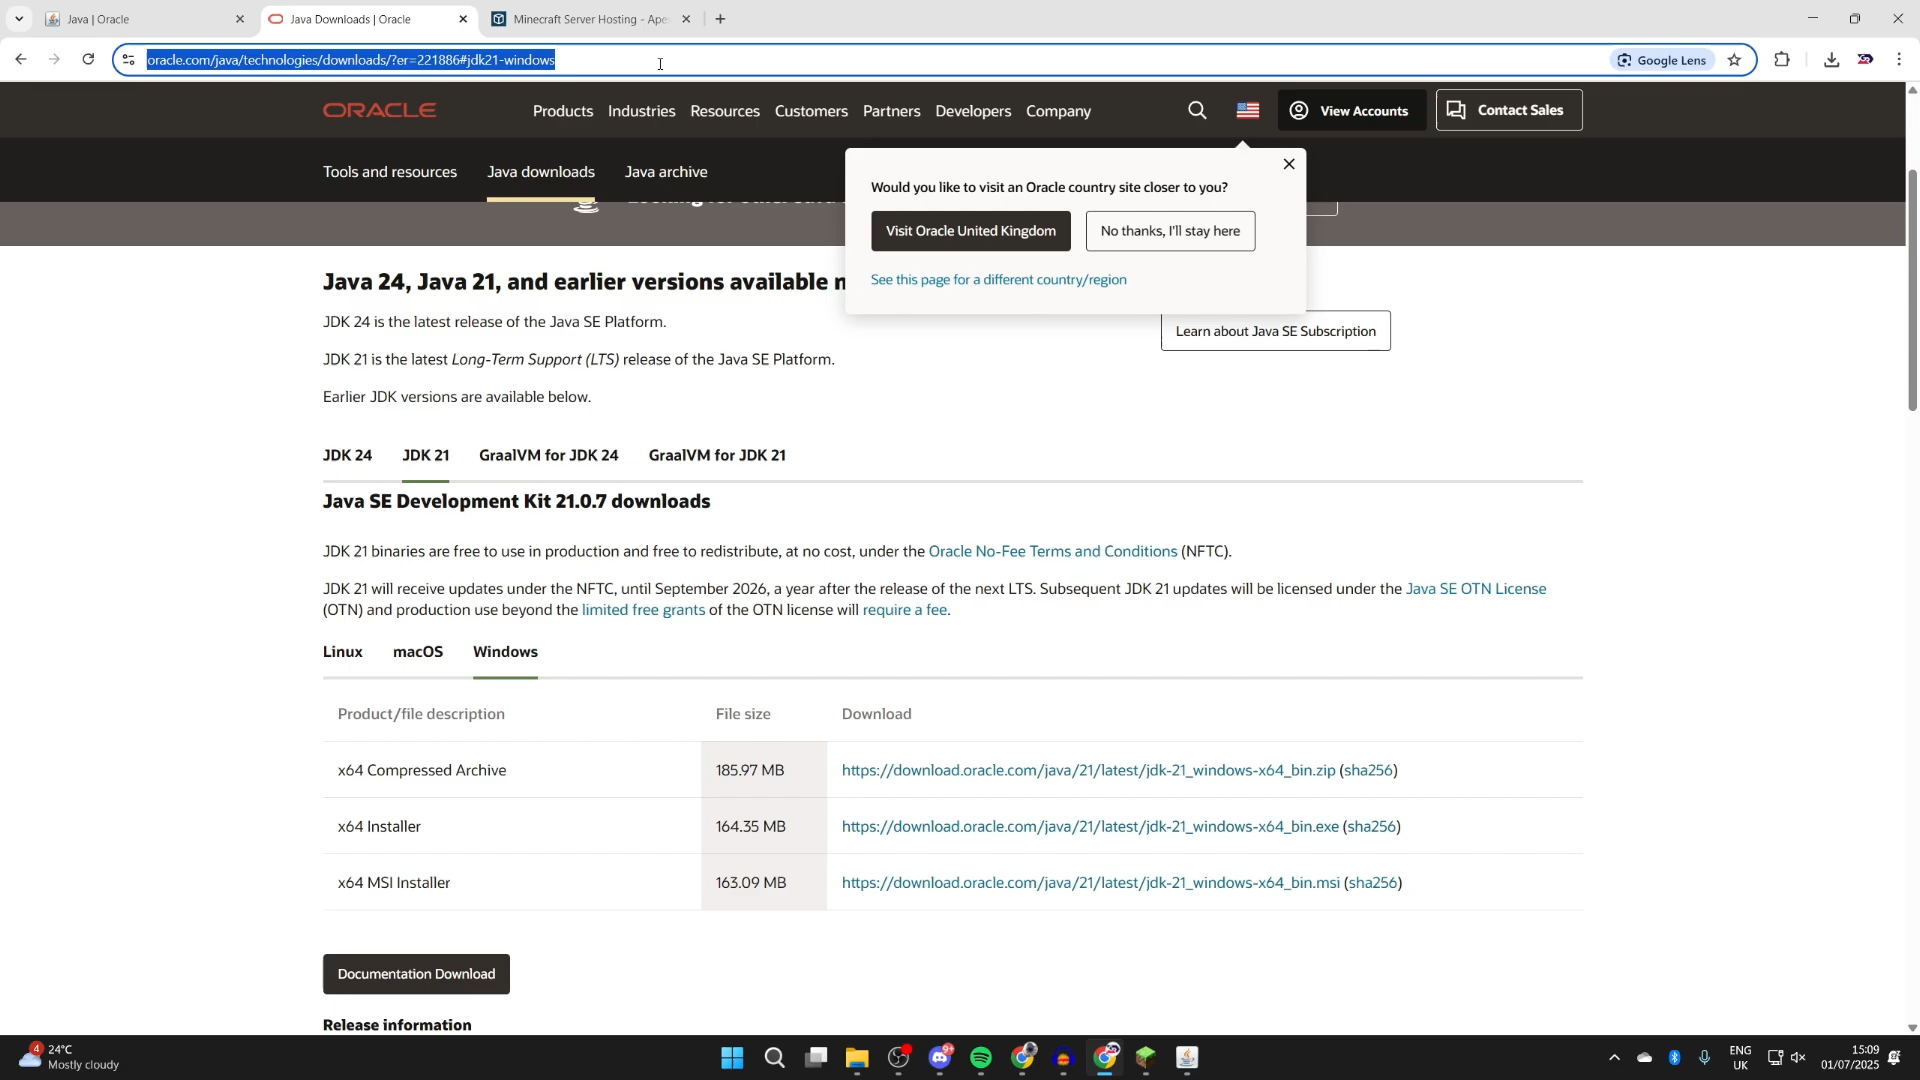 Java | Oracle
Java Downloads | Oracle
Minecraft Server Hosting - Ape
oracle.com/java/technologies/downloads/?er=221886#jdk21-windows
Google Lens
ORACLE
Products Industries Resources Customers Partners Developers Company
View Accounts
Contact Sales
Tools and resources Java downloads Java archive
Would you like to visit an Oracle country site closer to you?
Visit Oracle United Kingdom
No thanks, I'll stay here
See this page for a different country/region
Java 24, Java 21, and earlier versions available n
JDK 24 is the latest release of the Java SE Platform.
Learn about Java SE Subscription
JDK 21 is the latest Long-Term Support (LTS) release of the Java SE Platform.
Earlier JDK versions are available below.
JDK 24 JDK 21 GraalVM for JDK 24 GraalVM for JDK 21
Java SE Development Kit 21.0.7 downloads
JDK 21 binaries are free to use in production and free to redistribute, at no cost, under the Oracle No-Fee Terms and Conditions (NFTC).
JDK 21 will receive updates under the NFTC, until September 2026, a year after the release of the next LTS. Subsequent JDK 21 updates will be licensed under the Java SE OTN License
(OTN) and production use beyond the limited free grants of the OTN license will require a fee.
Linux macOS Windows
Product/file description File size Download
x64 Compressed Archive 185.97 MB https://download.oracle.com/java/21/latest/jdk-21_windows-x64_bin.zip (sha256)
x64 Installer 164.35 MB https://download.oracle.com/java/21/latest/jdk-21_windows-x64_bin.exe (sha256)
x64 MSI Installer 163.09 MB https://download.oracle.com/java/21/latest/jdk-21_windows-x64_bin.msi (sha256)
Documentation Download
Release information
4
24°C
Mostly cloudy
9+
ENG
UK
15:09
01/07/2025